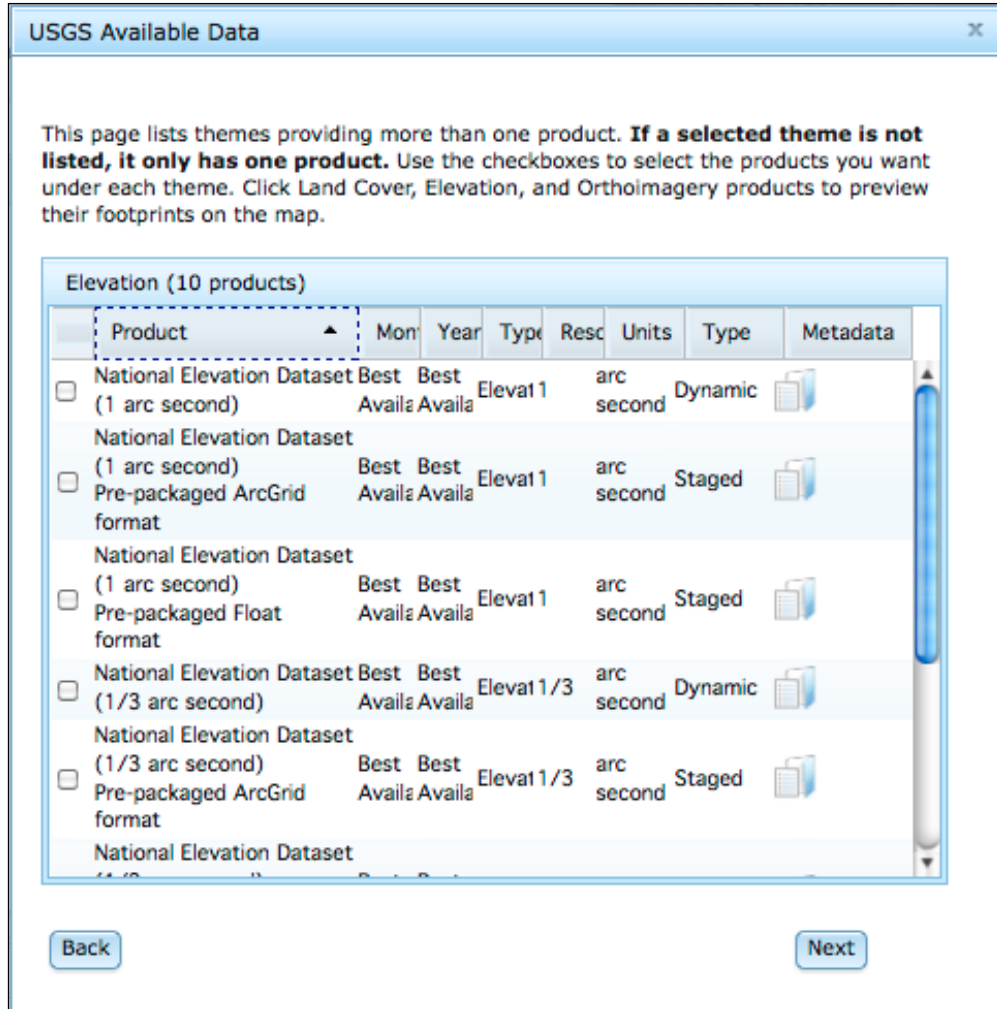 USGS Available Data
x
This page lists themes providing more than one product. If a selected theme is not
listed, it only has one product. Use the checkboxes to select the products you want
under each theme. Click Land Cover, Elevation, and Orthoimagery products to preview
their footprints on the map.
Elevation (10 products)
Product Mon Year Type Reso Units Type Metadata
National Elevation Dataset Best Best arc
(1 arc second) Availa Availa Elevat 1 second Dynamic
National Elevation Dataset
(1 arc second) Best Best arc
Pre-packaged ArcGrid Availa Availa Elevat 1 second Staged
format
National Elevation Dataset
(1 arc second) Best Best arc
Pre-packaged Float Availa Availa Elevat 1 second Staged
format
National Elevation Dataset Best Best arc
(1/3 arc second) Availa Availa Elevat 1/3 second Dynamic
National Elevation Dataset
(1/3 arc second) Best Best arc
Pre-packaged ArcGrid Availa Availa Elevat 1/3 second Staged
format
National Elevation Dataset
Back Next